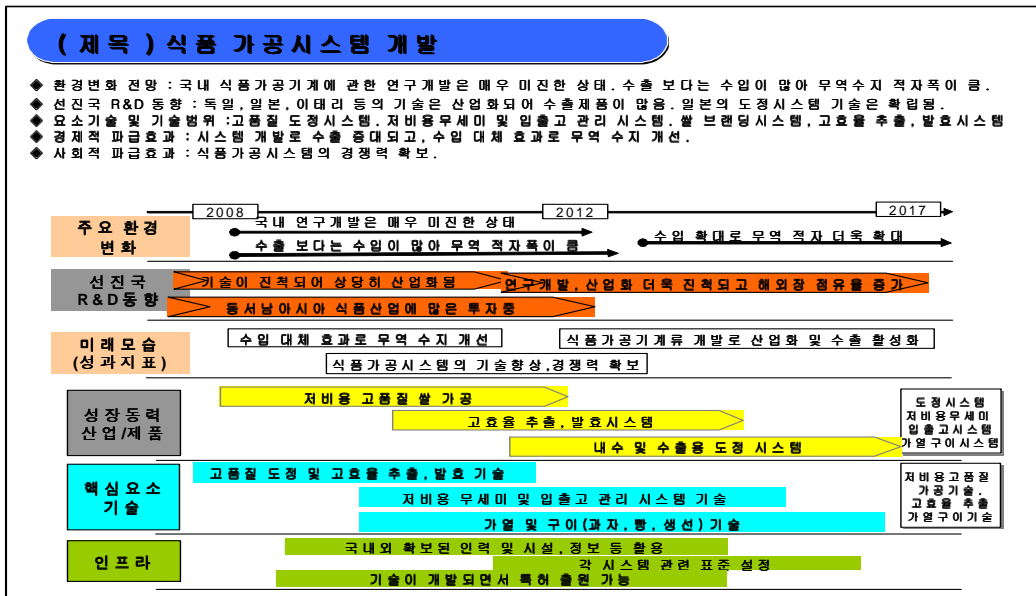 ( 제목 ) 식품 가공시스템 개발
◆ 환경변화 전망 : 국내 식품가공기계에 관한 연구개발은 매우 미진한 상태. 수출 보다는 수입이 많아 무역수지 적자폭이 큼.
◆ 선진국 R&D 동향 : 독일, 일본, 이태리 등의 기술은 산업화되어 수출제품이 많음. 일본의 도정시스템 기술은 확립됨.
◆ 요소기술 및 기술범위 :고품질 도정시스템. 저비용무세미 및 입출고 관리 시스템. 쌀 브랜딩시스템, 고효율 추출, 발효시스템
◆ 경제적 파급효과 : 시스템 개발로 수출 증대되고, 수입 대체 효과로 무역 수지 개선.
◆ 사회적 파급효과 : 식품가공시스템의 경쟁력 확보.
2008
2012
2017
주요 환경
변화
국내 연구개발은 매우 미진한 상태
수출 보다는 수입이 많아 무역 적자폭이 큼
수입 확대로 무역 적자 더욱 확대
선진국
R&D동향
기술이 진척되어 상당히 산업화됨
연구개발, 산업화 더욱 진척되고 해외장 점유율 증가
동서남아시아 식품산업에 많은 투자중
미래모습
(성과지표)
수입 대체 효과로 무역 수지 개선
식품가공기계류 개발로 산업화 및 수출 활성화
식품가공시스템의 기술향상,경쟁력 확보
성장동력
산업/제품
저비용 고품질 쌀 가공
고효율 추출, 발효시스템
내수 및 수출용 도정 시스템
도정시스템
저비용무세미
입출고시스템
가열구이시스템
핵심요소
기술
고품질 도정 및 고효율 추출, 발효 기술
저비용 무세미 및 입출고 관리 시스템 기술
가열 및 구이(과자, 빵, 생선) 기술
저비용고품질
가공기술.
고효율 추출
가열구이기술
인프라
국내외 확보된 인력 및 시설, 정보 등 활용
각 시스템 관련 표준 설정
기술이 개발되면서 특허 출원 가능